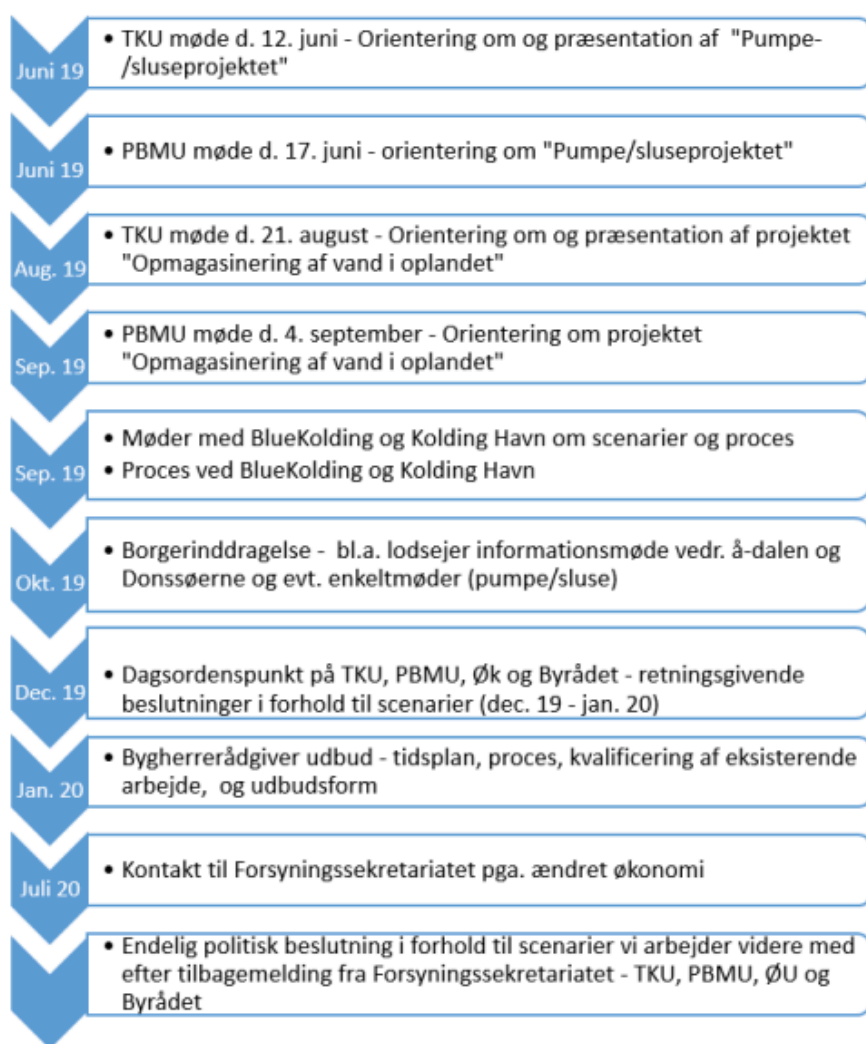 Juni 19
• TKU møde d. 12. juni - Orientering om og præsentation af "Pumpe-
/sluseprojektet"
Juni 19
• PBMU møde d. 17. juni - orientering om "Pumpe/sluseprojektet"
Aug. 19
• TKU møde d. 21. august - Orientering om og præsentation af projektet
"Opmagasinering af vand i oplandet"
Sep. 19
• PBMU møde d. 4. september - Orientering om projektet
"Opmagasinering af vand i oplandet"
Sep. 19
• Møder med BlueKolding og Kolding Havn om scenarier og proces
• Proces ved BlueKolding og Kolding Havn
Okt. 19
• Borgerinddragelse - bl.a. lodsejer informationsmøde vedr. å-dalen og
Donssøerne og evt. enkeltmøder (pumpe/sluse)
Dec. 19
• Dagsordenspunkt på TKU, PBMU, Øk og Byrådet - retningsgivende
beslutninger i forhold til scenarier (dec. 19 - jan. 20)
Jan. 20
• Bygherrerådgiver udbud - tidsplan, proces, kvalificering af eksisterende
arbejde, og udbudsform
Juli 20
• Kontakt til Forsyningssekretariatet pga. ændret økonomi
• Endelig politisk beslutning i forhold til scenarier vi arbejder videre med
efter tilbagemelding fra Forsyningssekretariatet - TKU, PBMU, ØU og
Byrådet